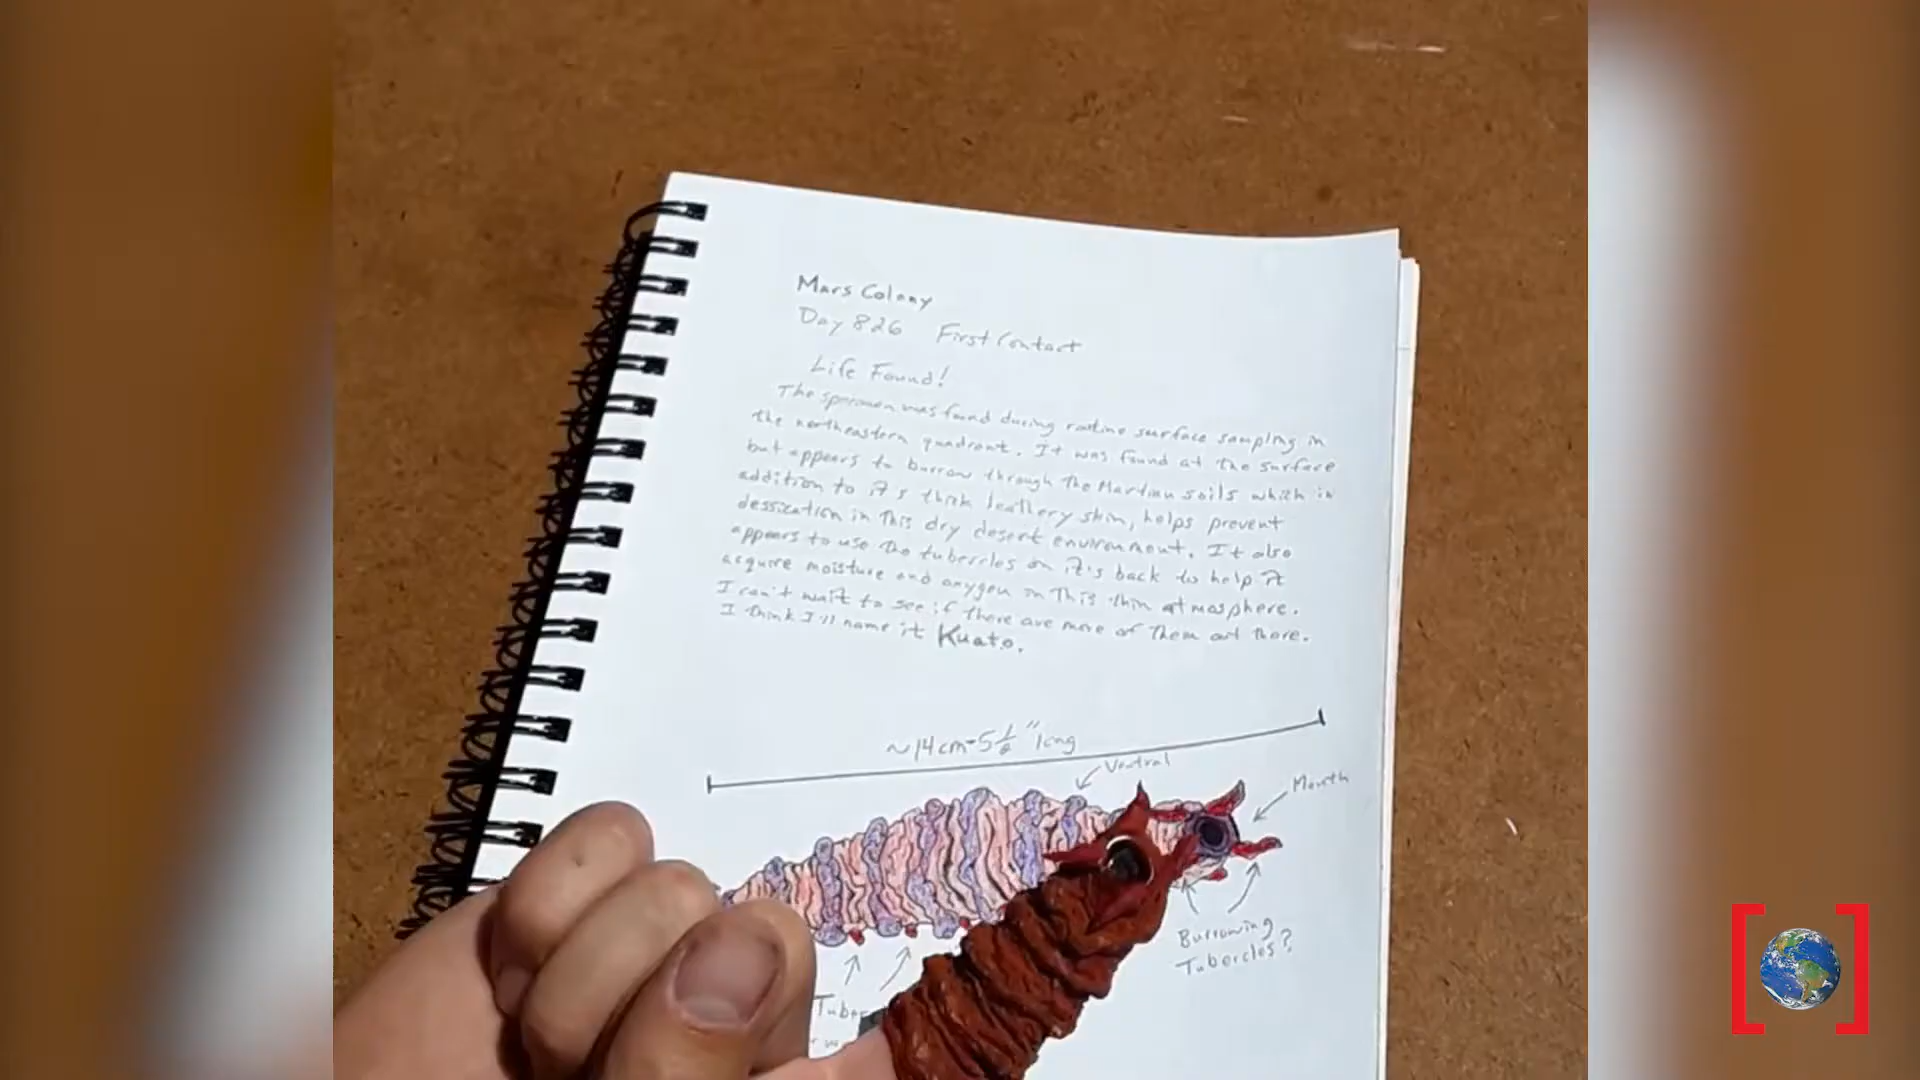 Mars Colony
Day 826 First Contact
Life Found!
The specimen was found during routine surface sampling in
the northeastern quadrant. It was found at the surface
but appears to burrow through the Martian soils which in
addition to it's thick leathery skin, helps prevent
dessication in this dry desert environment. It also
appears to use the tubercles on it's back to help it
acquire moisture and oxygen in this thin atmosphere.
I can't wait to see if there are more of them out there.
I think I'll name it Kuato.
~14cm-5½" long
Ventral
Mouth
Burrowing
Tubercles?
Tuber